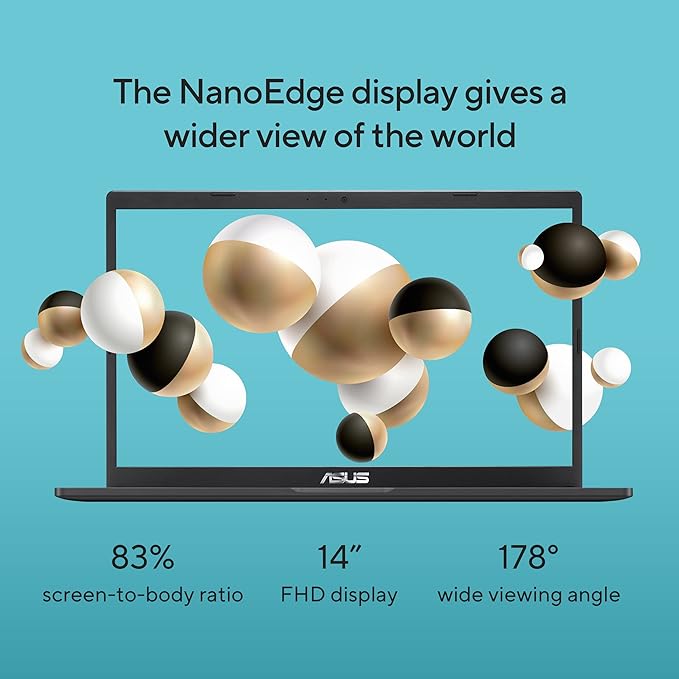 The NanoEdge display gives a
wider view of the world
ASUS
83% 14″ 178°
screen-to-body ratio FHD display wide viewing angle